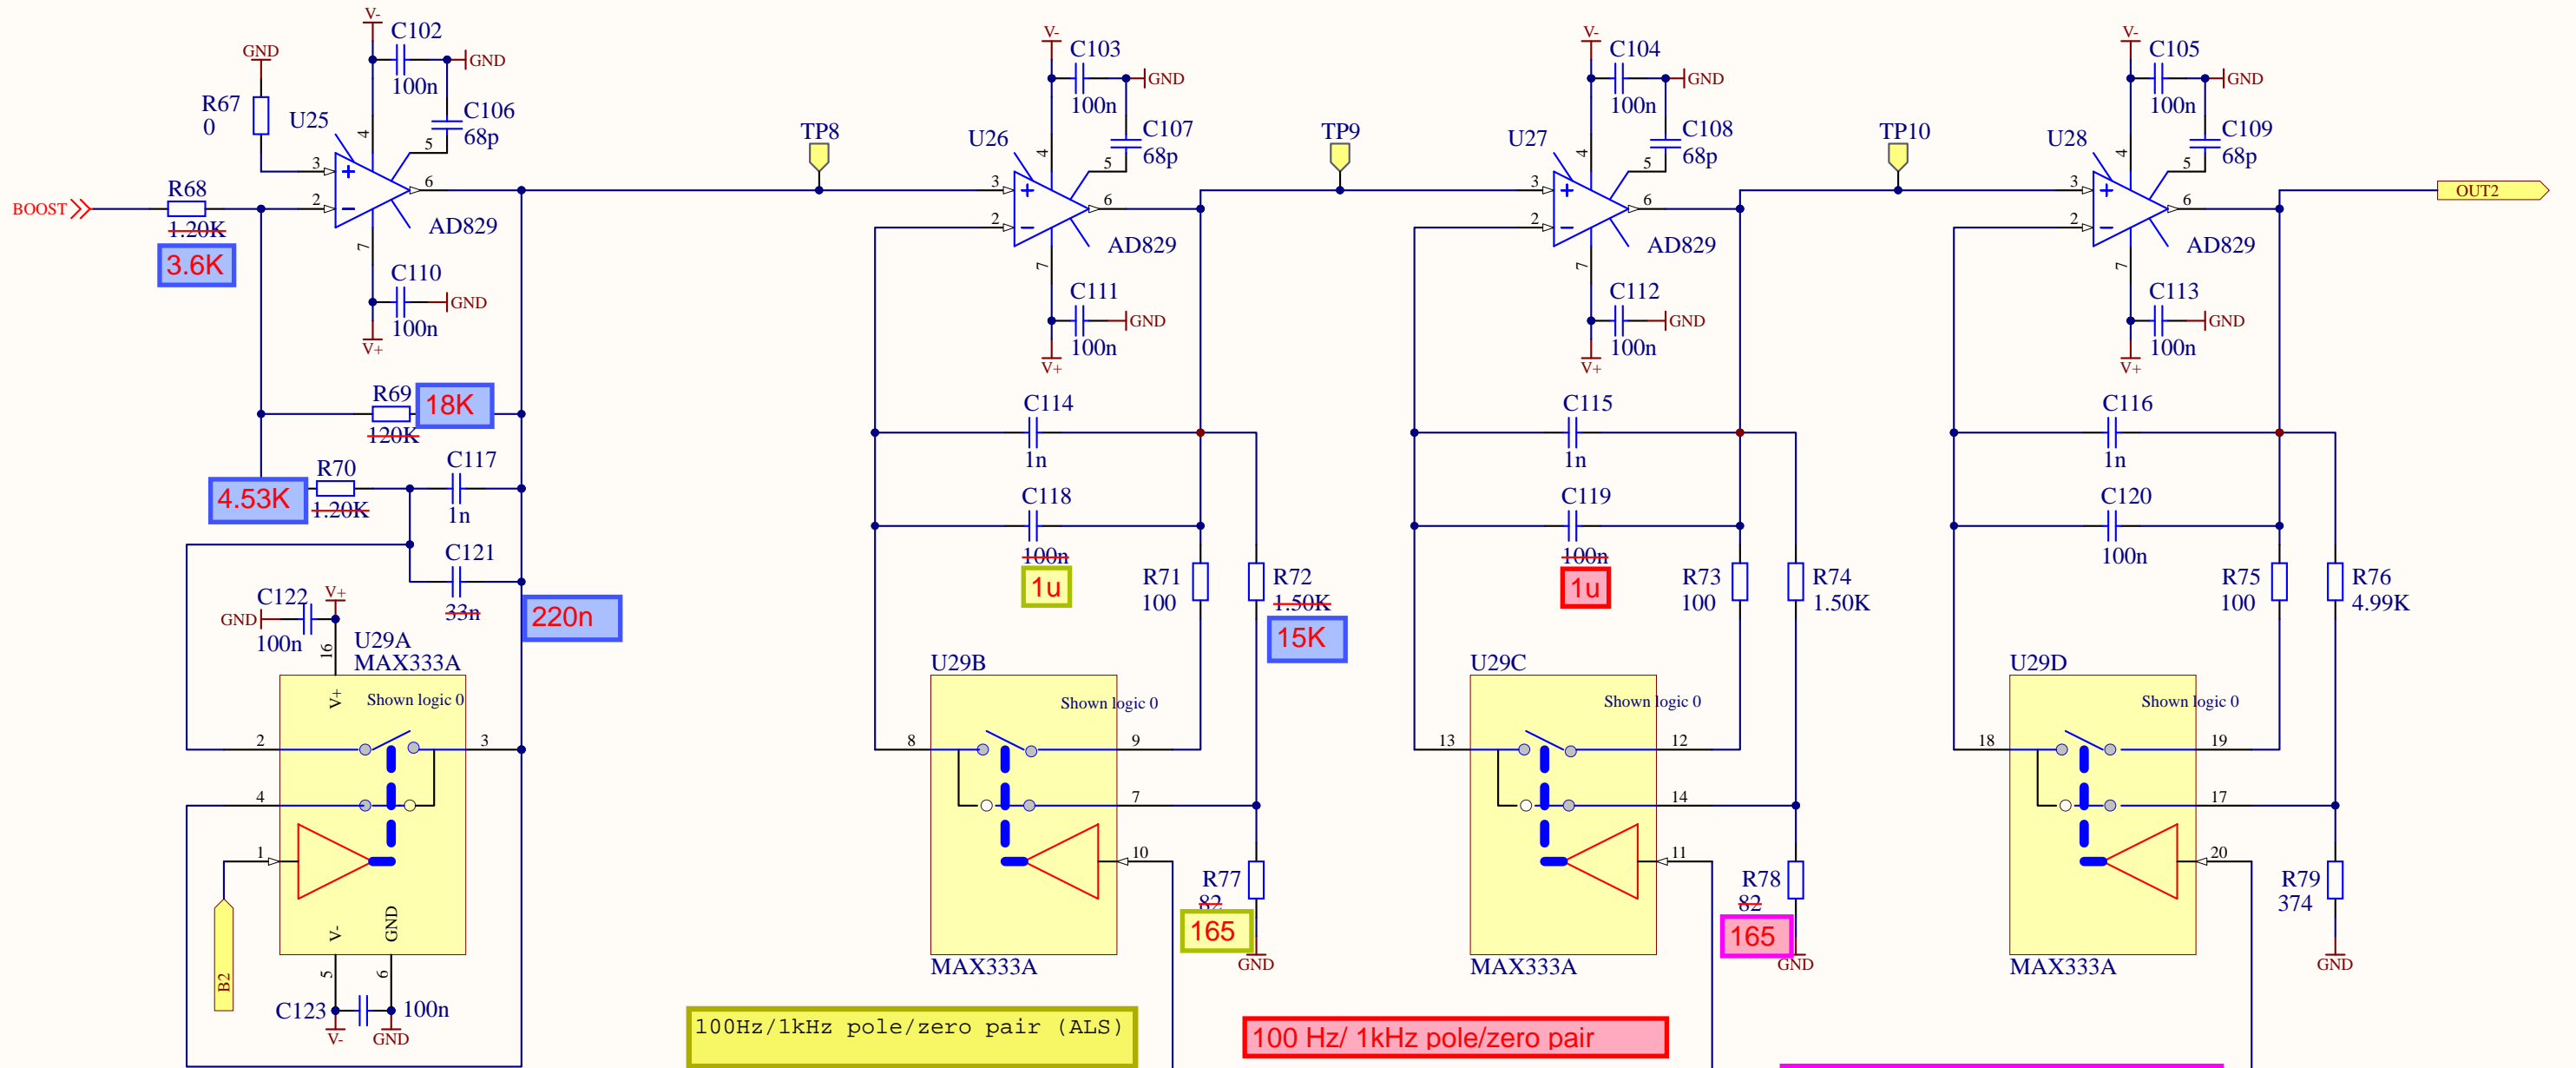 V-
C102
GND
100n
GND
R67
0
U25
C106
68p
4
5
3
6
2
7
BOOST
R68
1.20K
3.6K
AD829
C110
GND
100n
V+
R69
18K
120K
R70
4.53K
1.20K
C117
1n
C121
33n
220n
C122
V+
GND
100n
16
U29A
MAX333A
V+
Shown logic 0
2
3
4
1
B2
V-
GND
5
6
C123
100n
V-
GND
TP8
V-
C103
GND
100n
U26
C107
68p
4
5
3
6
2
7
AD829
C111
GND
100n
V+
C114
1n
C118
100n
1u
R71
100
R72
1.50K
15K
U29B
Shown logic 0
8
9
7
10
R77
82
165
GND
MAX333A
TP9
V-
C104
GND
100n
U27
C108
68p
4
5
3
6
2
7
AD829
C112
GND
100n
V+
C115
1n
C119
100n
1u
R73
100
R74
1.50K
U29C
Shown logic 0
13
12
14
11
R78
82
165
GND
MAX333A
TP10
V-
C105
GND
100n
U28
C109
68p
4
5
3
6
2
7
AD829
OUT2
C113
GND
100n
V+
C116
1n
C120
100n
R75
100
R76
4.99K
U29D
Shown logic 0
18
19
17
20
R79
374
GND
MAX333A
100Hz/1kHz pole/zero pair (ALS)
100 Hz/ 1kHz pole/zero pair